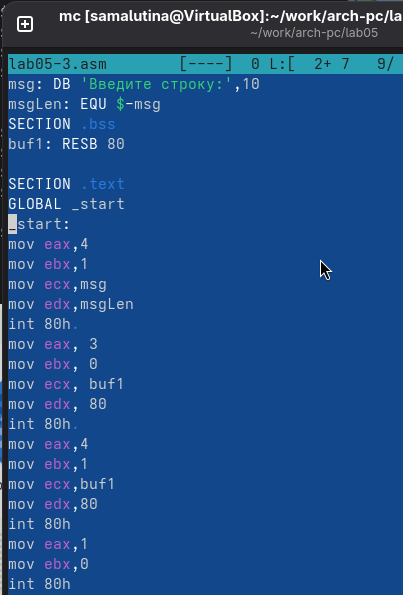 mc [samalutina@VirtualBox]:~/work/arch-pc/la
~/work/arch-pc/lab05
lab05-3.asm [----] 0 L:[ 2+ 7 9/
msg: DB 'Введите строку:',10
msgLen: EQU $-msg
SECTION .bss
buf1: RESB 80
SECTION .text
GLOBAL _start
_start:
mov eax,4
mov ebx,1
mov ecx,msg
mov edx,msgLen
int 80h.
mov eax, 3
mov ebx, 0
mov ecx, buf1
mov edx, 80
int 80h.
mov eax,4
mov ebx,1
mov ecx,buf1
mov edx,80
int 80h
mov eax,1
mov ebx,0
int 80h